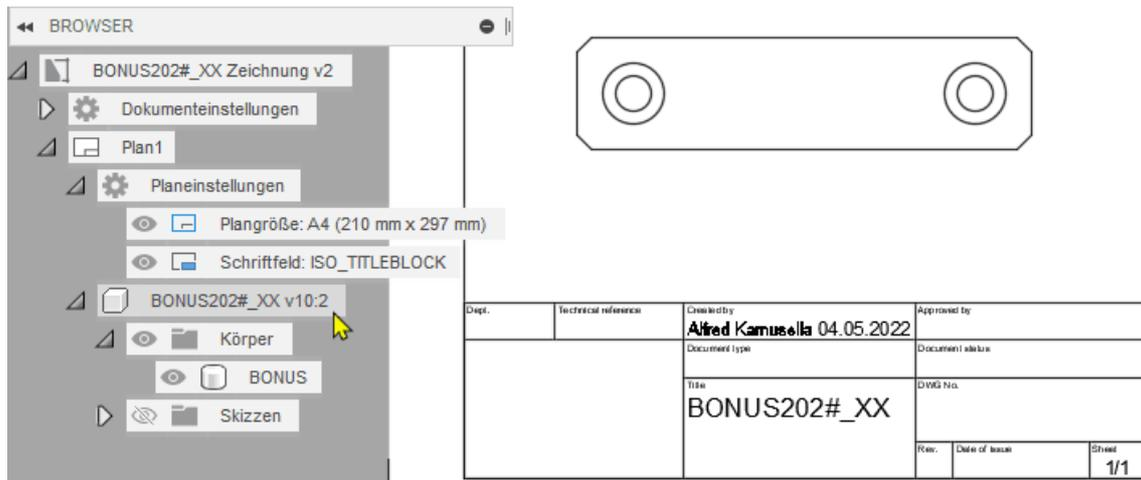 BROWSER
BONUS202#_XX Zeichnung v2
Dokumenteinstellungen
Plan1
Planeinstellungen
Plangröße: A4 (210 mm x 297 mm)
Schriftfeld: ISO_TITLEBLOCK
BONUS202#_XX v10:2
Körper
BONUS
Skizzen
Dept.
Technical reference
Created by
Approved by
Alfred Kamusella 04.05.2022
Document type
Document status
Title
DWG No.
BONUS202#_XX
Rev.
Date of issue
Sheet
1/1